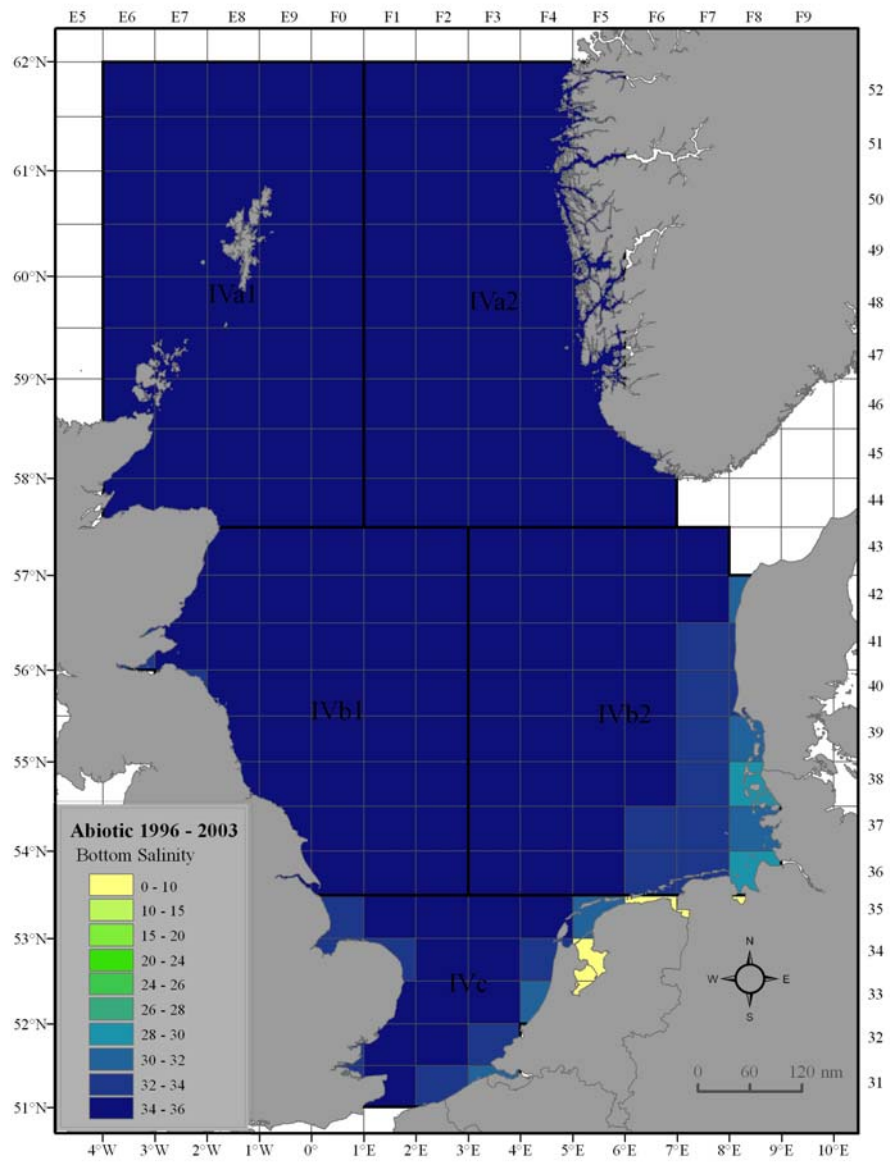 E5 E6 E7 E8 E9 F0 F1 F2 F3 F4 F5 F6 F7 F8 F9
62°N
52
51
61°N
50
49
60°N
IVa1 IVa2
48
47
59°N
46
45
58°N
44
43
57°N
42
41
56°N
40
IVb1 IVb2
39
55°N
38
37
54°N
36
35
53°N
34
IVc
33
52°N
32
31
51°N
Abiotic 1996 - 2003
Bottom Salinity
0 - 10
10 - 15
15 - 20
20 - 24
24 - 26
26 - 28
28 - 30
30 - 32
32 - 34
34 - 36
N
W E
S
0 60 120 nm
4°W 3°W 2°W 1°W 0° 1°E 2°E 3°E 4°E 5°E 6°E 7°E 8°E 9°E 10°E